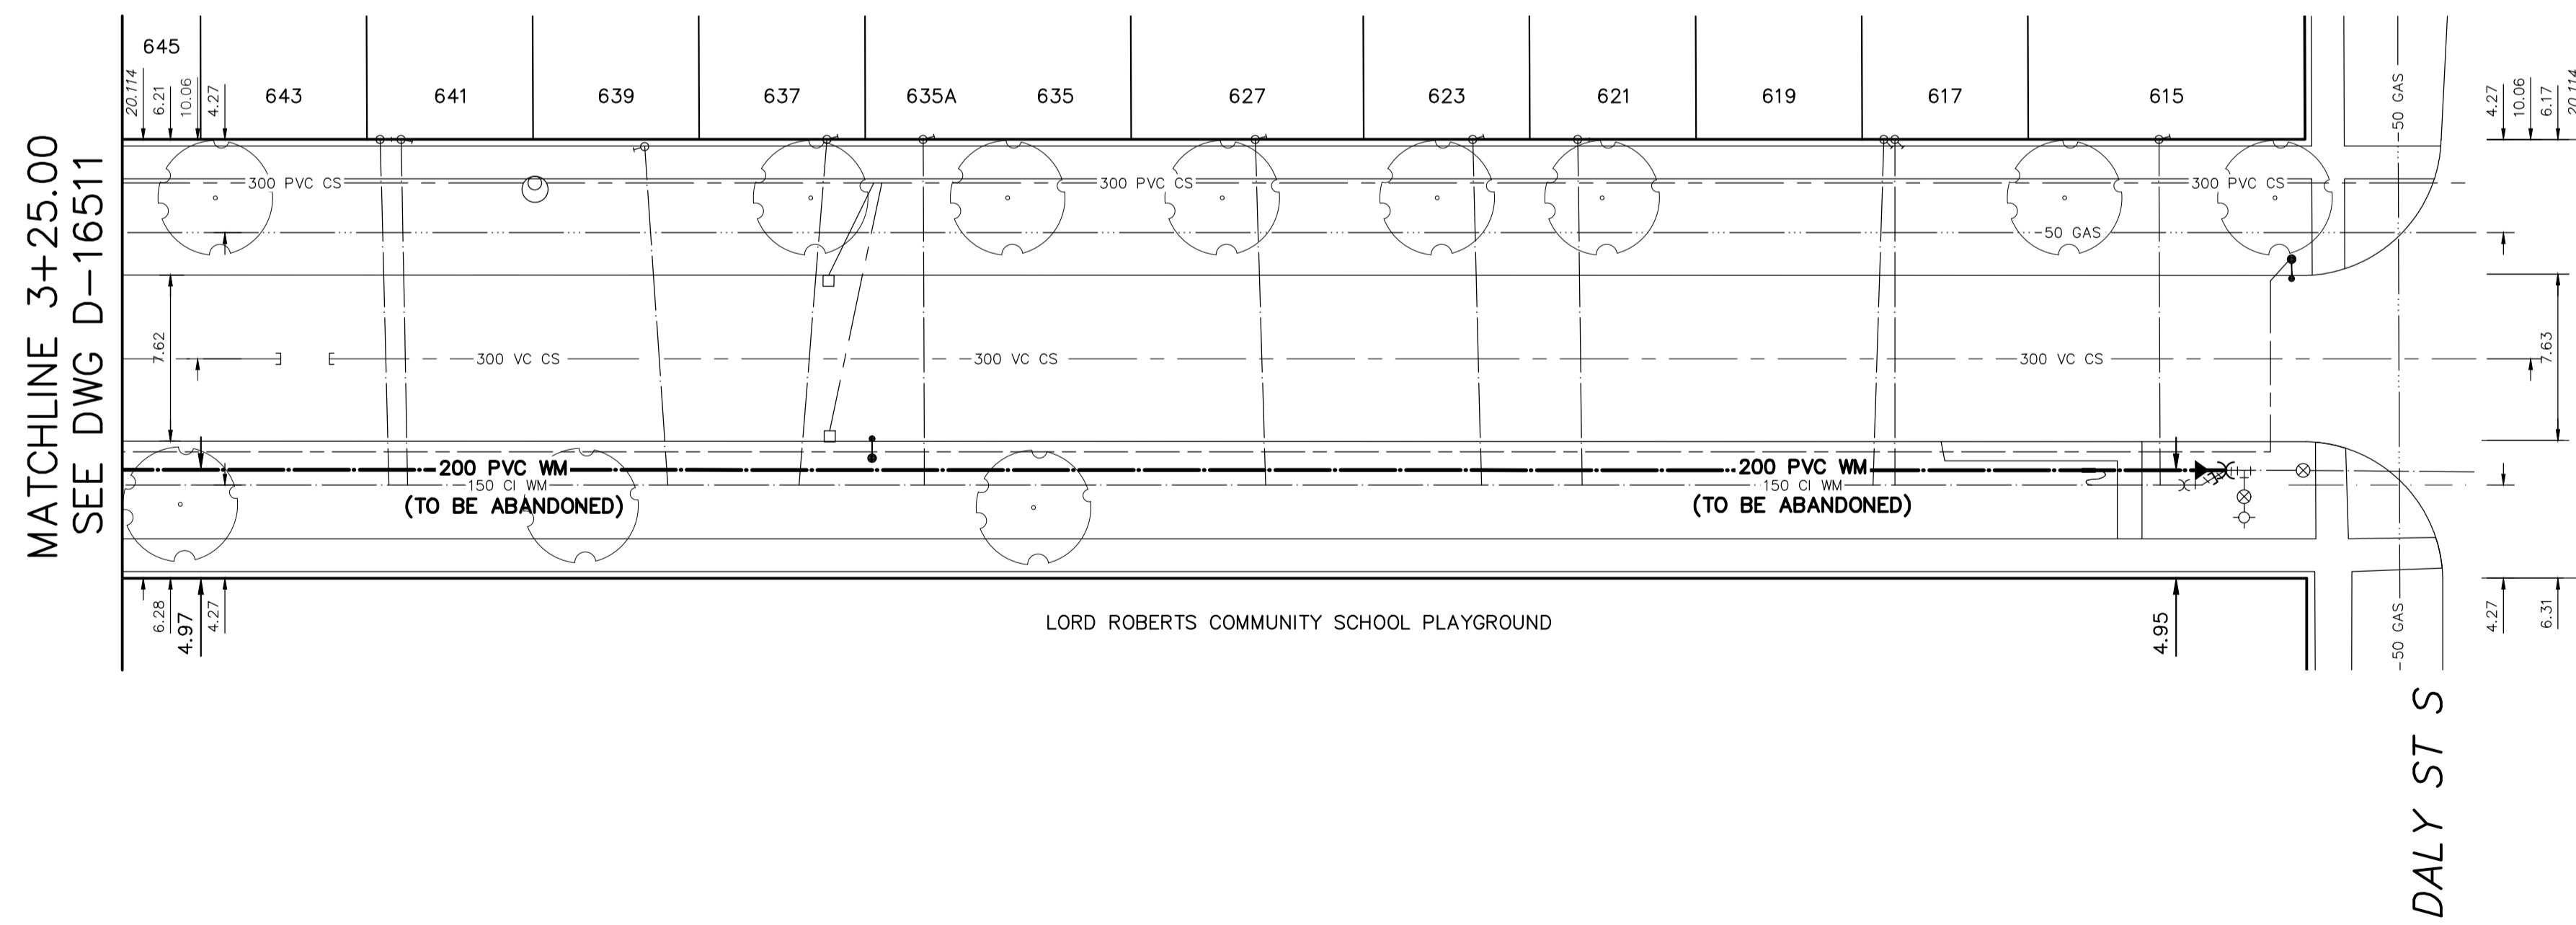 MATCHLINE 3+25.00
SEE DWG D-16511
645
20.114
6.21
10.06
4.27
643
641
639
637
635A
635
627
623
621
619
617
615
50 GAS
4.27
10.06
6.17
20.114
300 PVC CS
300 PVC CS
300 PVC CS
50 GAS
7.62
300 VC CS
300 VC CS
300 VC CS
7.63
200 PVC WM
200 PVC WM
150 CI WM
150 CI WM
(TO BE ABANDONED)
(TO BE ABANDONED)
6.28
4.97
4.27
LORD ROBERTS COMMUNITY SCHOOL PLAYGROUND
4.95
50 GAS
4.27
6.31
DALY ST S